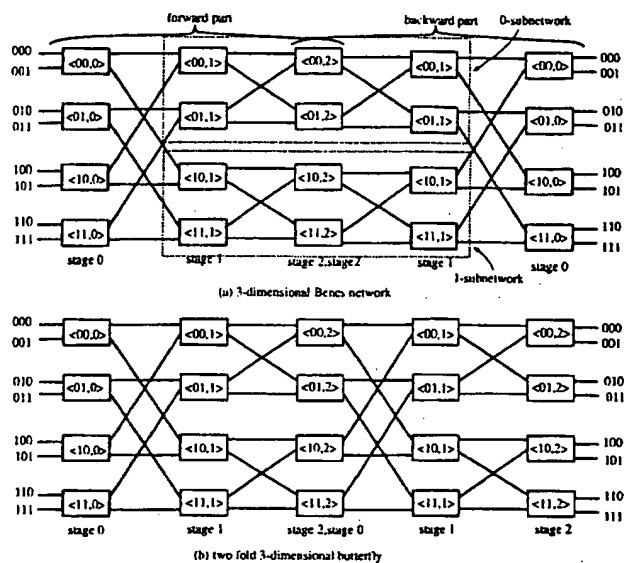 forward part backward part 0-subnetwork
000 <00,0> <00,1> <00,2> <00,1> <00,0> 000
001 001
010 <01,0> <01,1> <01,2> <01,1> <01,0> 010
011 011
100 <10,0> <10,1> <10,2> <10,1> <10,0> 100
101 101
110 <11,0> <11,1> <11,2> <11,1> <11,0> 110
111 111
stage 0 stage 1 stage 2,stage2 stage 1 stage 0
1-subnetwork
(a) 3-dimensional Benes network
000 <00,0> <00,1> <00,2> <00,1> <00,2> 000
001 001
010 <01,0> <01,1> <01,2> <01,1> <01,2> 010
011 011
100 <10,0> <10,1> <10,2> <10,1> <10,2> 100
101 101
110 <11,0> <11,1> <11,2> <11,1> <11,2> 110
111 111
stage 0 stage 1 stage 2,stage 0 stage 1 stage 2
(b) two fold 3-dimensional butterfly